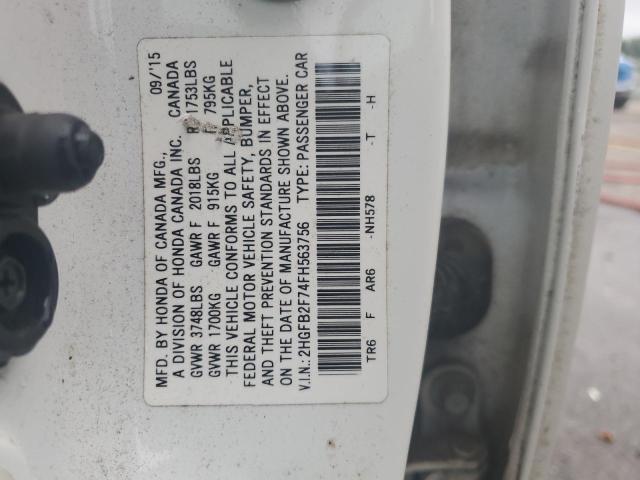 MFD. BY HONDA OF CANADA MFG., 09/'15
A DIVISION OF HONDA CANADA INC. CANADA
GVWR 3748LBS GAWR F 2018LBS R 1753LBS
GVWR 1700KG GAWR F 915KG 795KG
THIS VEHICLE CONFORMS TO ALL APPLICABLE
FEDERAL MOTOR VEHICLE SAFETY, BUMPER,
AND THEFT PREVENTION STANDARDS IN EFFECT
ON THE DATE OF MANUFACTURE SHOWN ABOVE.
V.I.N.: 2HGFB2F74FH563756 TYPE: PASSENGER CAR
TR6 F AR6 -NH578 -T -H